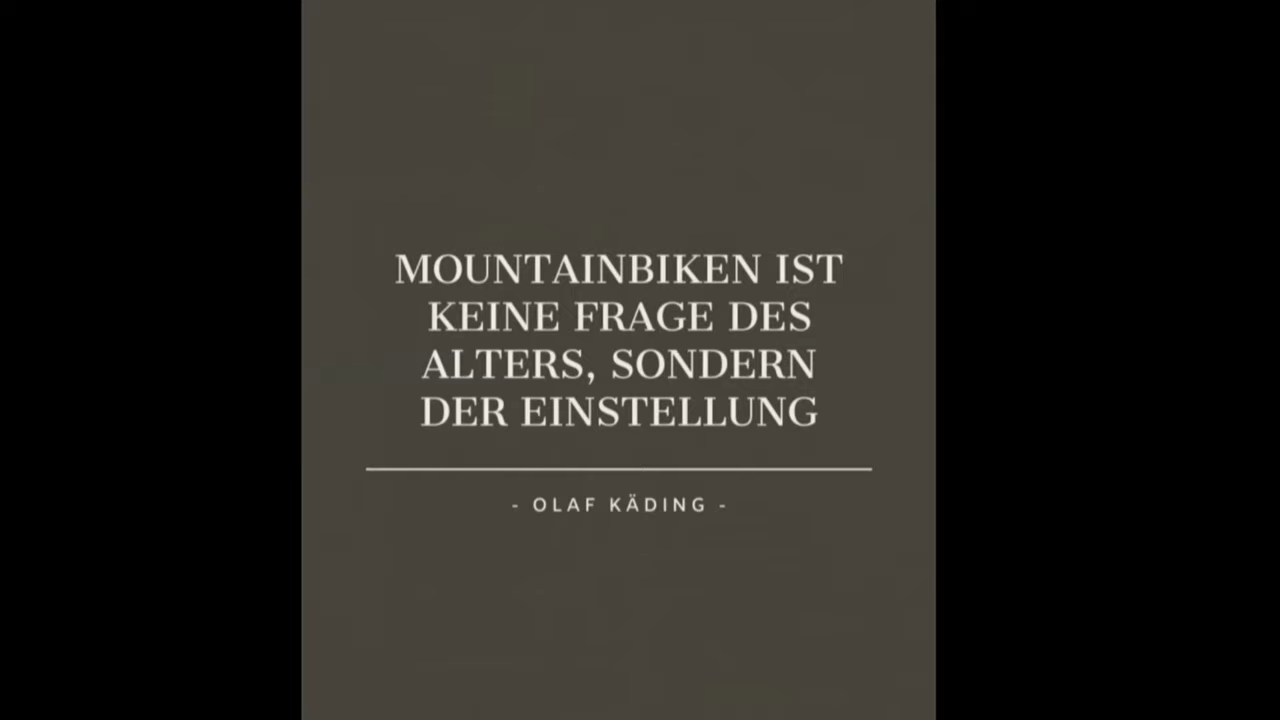 MOUNTAINBIKEN IST
KEINE FRAGE DES
ALTERS, SONDERN
DER EINSTELLUNG
- OLAF KÄDING -